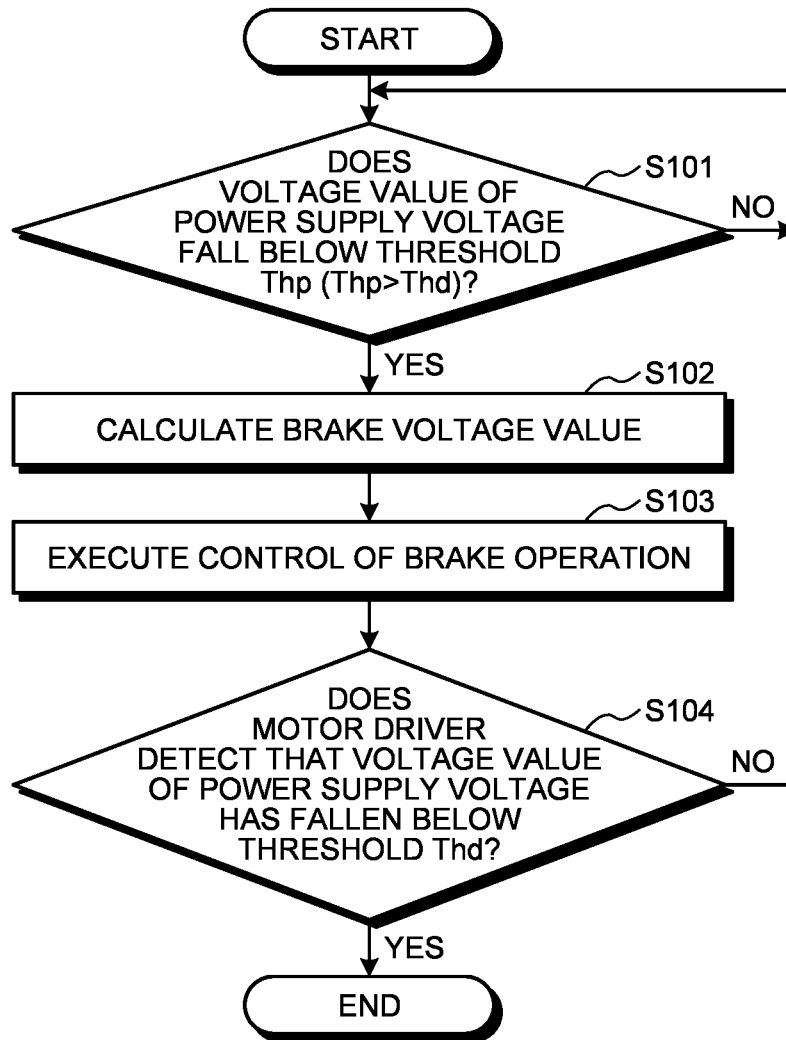 START
DOES
VOLTAGE VALUE OF
POWER SUPPLY VOLTAGE
FALL BELOW THRESHOLD
Thp (Thp>Thd)?
S101
NO
YES
S102
CALCULATE BRAKE VOLTAGE VALUE
S103
EXECUTE CONTROL OF BRAKE OPERATION
DOES
MOTOR DRIVER
DETECT THAT VOLTAGE VALUE
OF POWER SUPPLY VOLTAGE
HAS FALLEN BELOW
THRESHOLD Thd?
S104
NO
YES
END